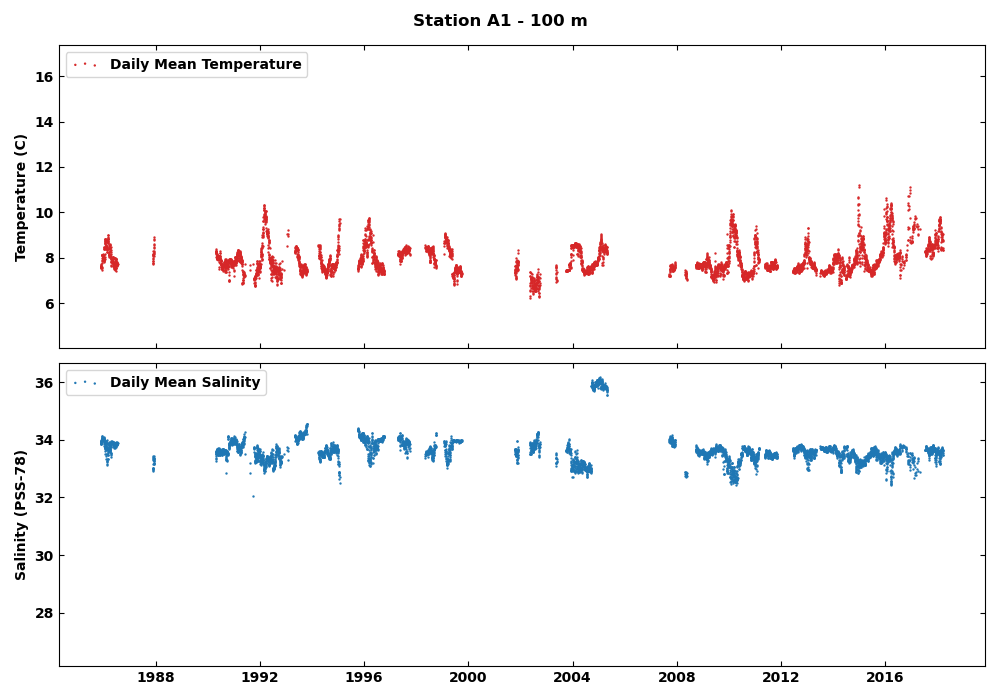 Station A1 - 100 m
Daily Mean Temperature
Temperature (C)
16
14
12
10
8
6
Daily Mean Salinity
Salinity (PSS-78)
36
34
32
30
28
1988 1992 1996 2000 2004 2008 2012 2016